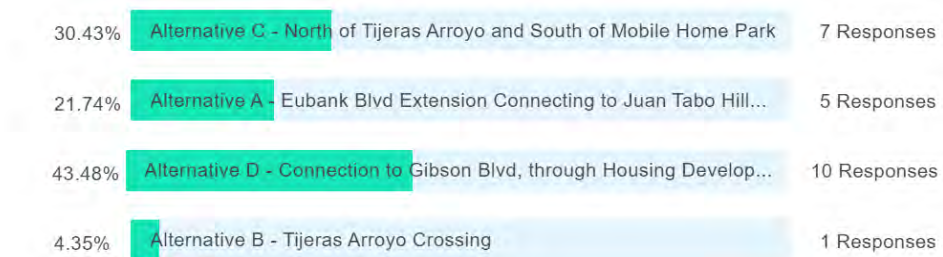 30.43% Alternative C - North of Tijeras Arroyo and South of Mobile Home Park 7 Responses
21.74% Alternative A - Eubank Blvd Extension Connecting to Juan Tabo Hill... 5 Responses
43.48% Alternative D - Connection to Gibson Blvd, through Housing Develop... 10 Responses
4.35% Alternative B - Tijeras Arroyo Crossing 1 Responses